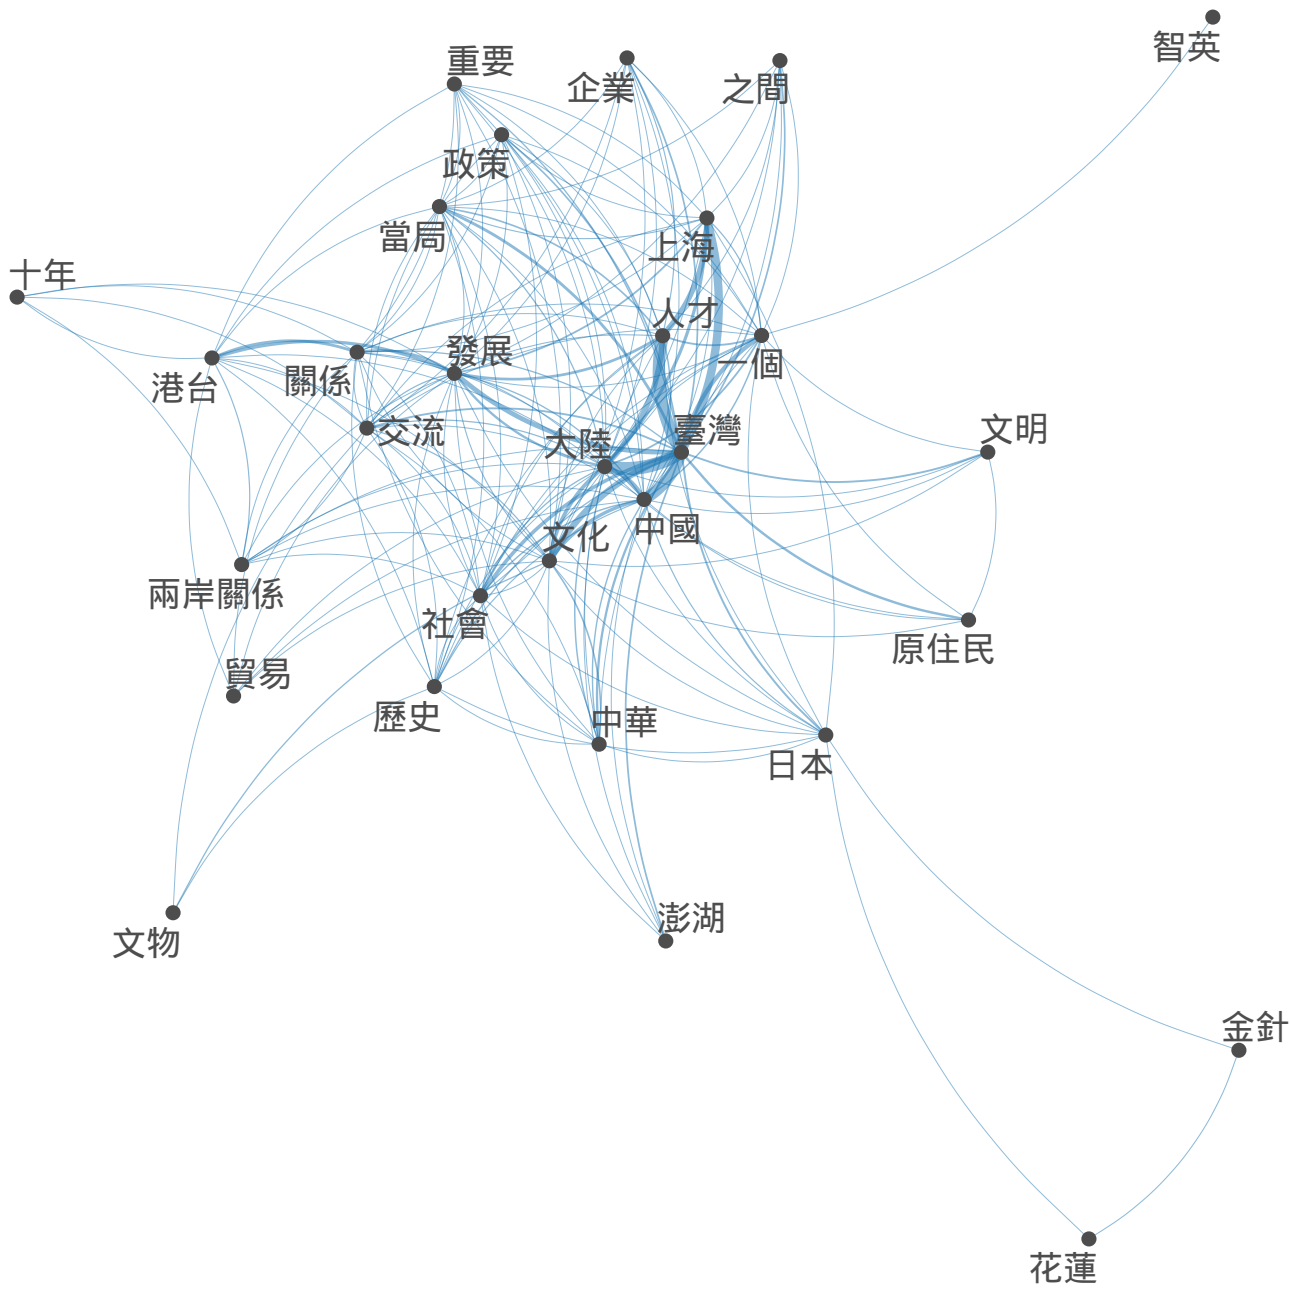 智英
重要
企業
之間
政策
當局
上海
十年
人才
發展
一個
關係
港台
交流
臺灣
大陸
文明
中國
文化
兩岸關係
社會
原住民
貿易
歷史
中華
日本
澎湖
文物
金針
花蓮